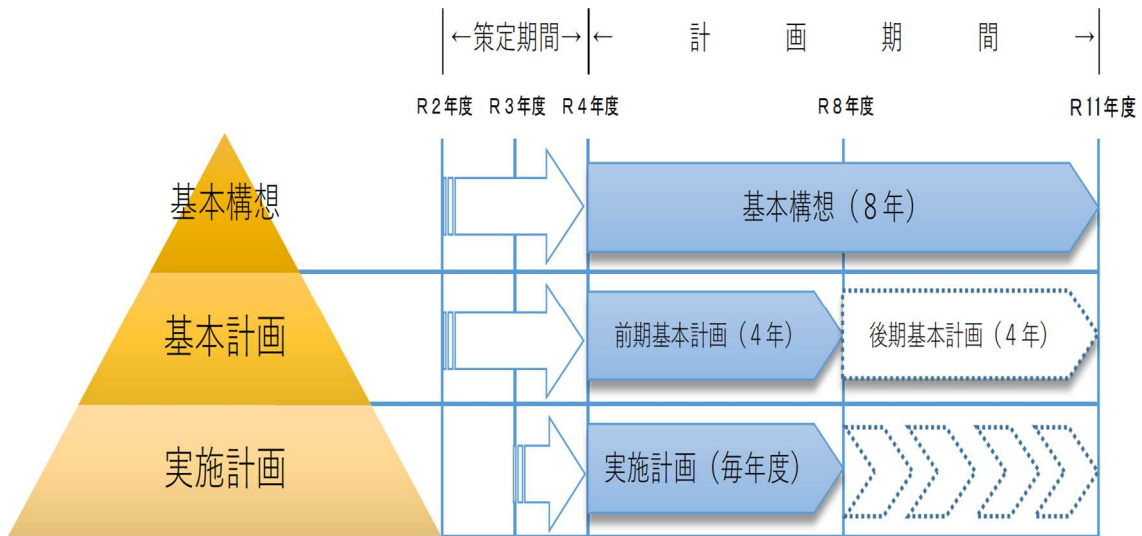 ←策定期間→
← 計 画 期 間 →
R2年度
R3年度
R4年度
R8年度
R11年度
基本構想
基本構想(8年)
基本計画
前期基本計画(4年)
後期基本計画(4年)
実施計画
実施計画(毎年度)